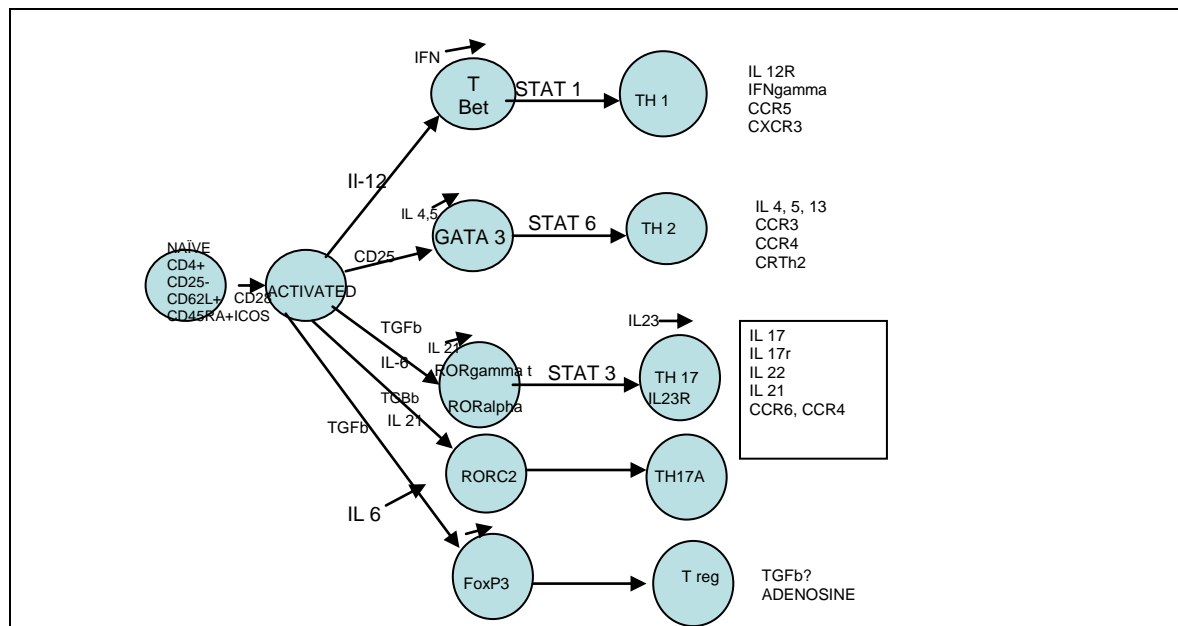 IFN
T
Bet
STAT 1
TH 1
IL 12R
IFNgamma
CCR5
CXCR3
Il-12
IL 4,5
GATA 3
STAT 6
TH 2
IL 4, 5, 13
CCR3
CCR4
CRTh2
CD25
NAÏVE
CD4+
CD25-
CD62L+
CD45RA+
CD28
ICOS
ACTIVATED
TGFb
IL-6
IL 21
RORgamma t
RORalpha
STAT 3
IL23
TH 17
IL23R
IL 17
IL 17r
IL 22
IL 21
CCR6, CCR4
TGBb
IL 21
RORC2
TH17A
TGFb
IL 6
FoxP3
T reg
TGFb?
ADENOSINE